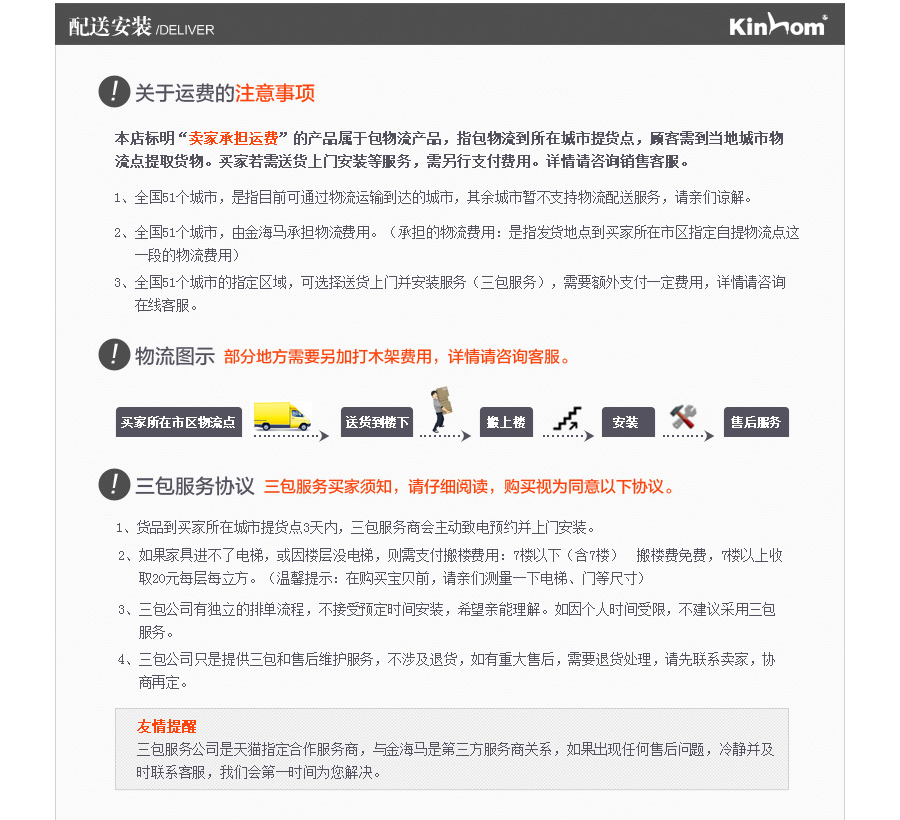 配送安装 /DELIVER
Kinhom
关于运费的注意事项
本店标明“卖家承担运费”的产品属于包物流产品，指包物流到所在城市提货点，顾客需到当地城市物
流点提取货物。买家若需送货上门安装等服务，需另行支付费用。详情请咨询销售客服。
1、全国51个城市，是指目前可通过物流运输到达的城市，其余城市暂不支持物流配送服务，请亲们谅解。
2、全国51个城市，由金海马承担物流费用。（承担的物流费用：是指发货地点到买家所在市区指定自提物流点这
一段的物流费用）
3、全国51个城市的指定区域，可选择送货上门并安装服务（三包服务），需要额外支付一定费用，详情请咨询
在线客服。
物流图示 部分地方需要另加打木架费用，详情请咨询客服。
买家所在市区物流点 送货到楼下 搬上楼 安装 售后服务
三包服务协议 三包服务买家须知，请仔细阅读，购买视为同意以下协议。
1、货品到买家所在城市提货点3天内，三包服务商会主动致电预约并上门安装。
2、如果家具进不了电梯，或因楼层没电梯，则需支付搬楼费用：7楼以下（含7楼） 搬楼费免费，7楼以上收
取20元每层每立方。（温馨提示：在购买宝贝前，请亲们测量一下电梯、门等尺寸）
3、三包公司有独立的排单流程，不接受预定时间安装，希望亲能理解。如因个人时间受限，不建议采用三包
服务。
4、三包公司只是提供三包和售后维护服务，不涉及退货，如有重大售后，需要退货处理，请先联系卖家，协
商再定。
友情提醒
三包服务公司是天猫指定合作服务商，与金海马是第三方服务商关系，如果出现任何售后问题，冷静并及
时联系客服，我们会第一时间为您解决。